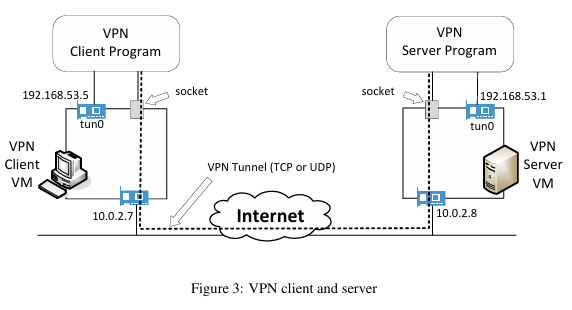 VPN
Client Program
VPN
Server Program
192.168.53.5
socket
socket
192.168.53.1
tun0
tun0
VPN
Client
VM
VPN Tunnel (TCP or UDP)
VPN
Server
VM
Internet
10.0.2.7
10.0.2.8
Figure 3: VPN client and server